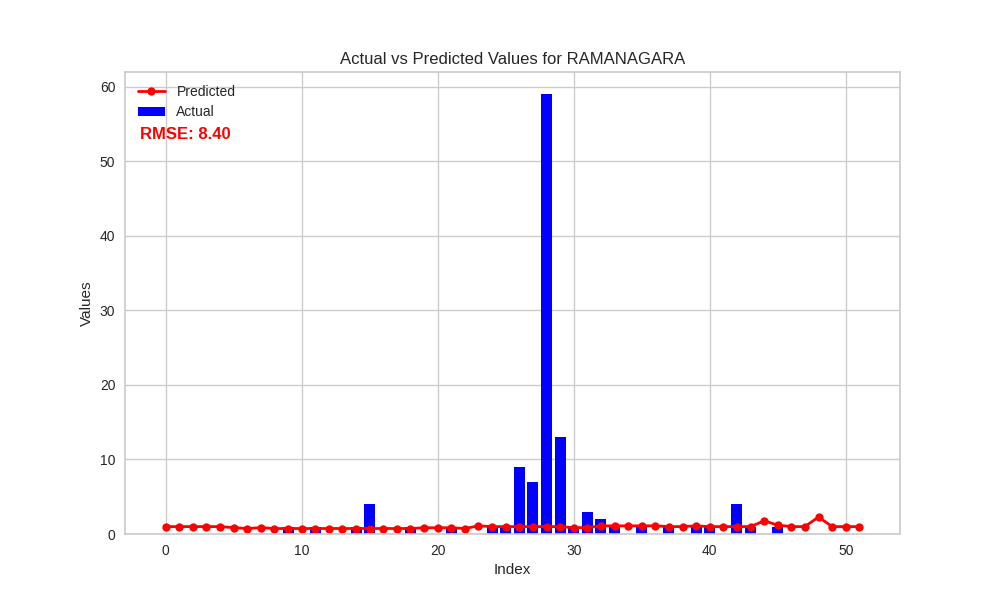 Actual vs Predicted Values for RAMANAGARA
Predicted
Actual
RMSE: 8.40
Values
60
50
40
30
20
10
0
0 10 20 30 40 50
Index